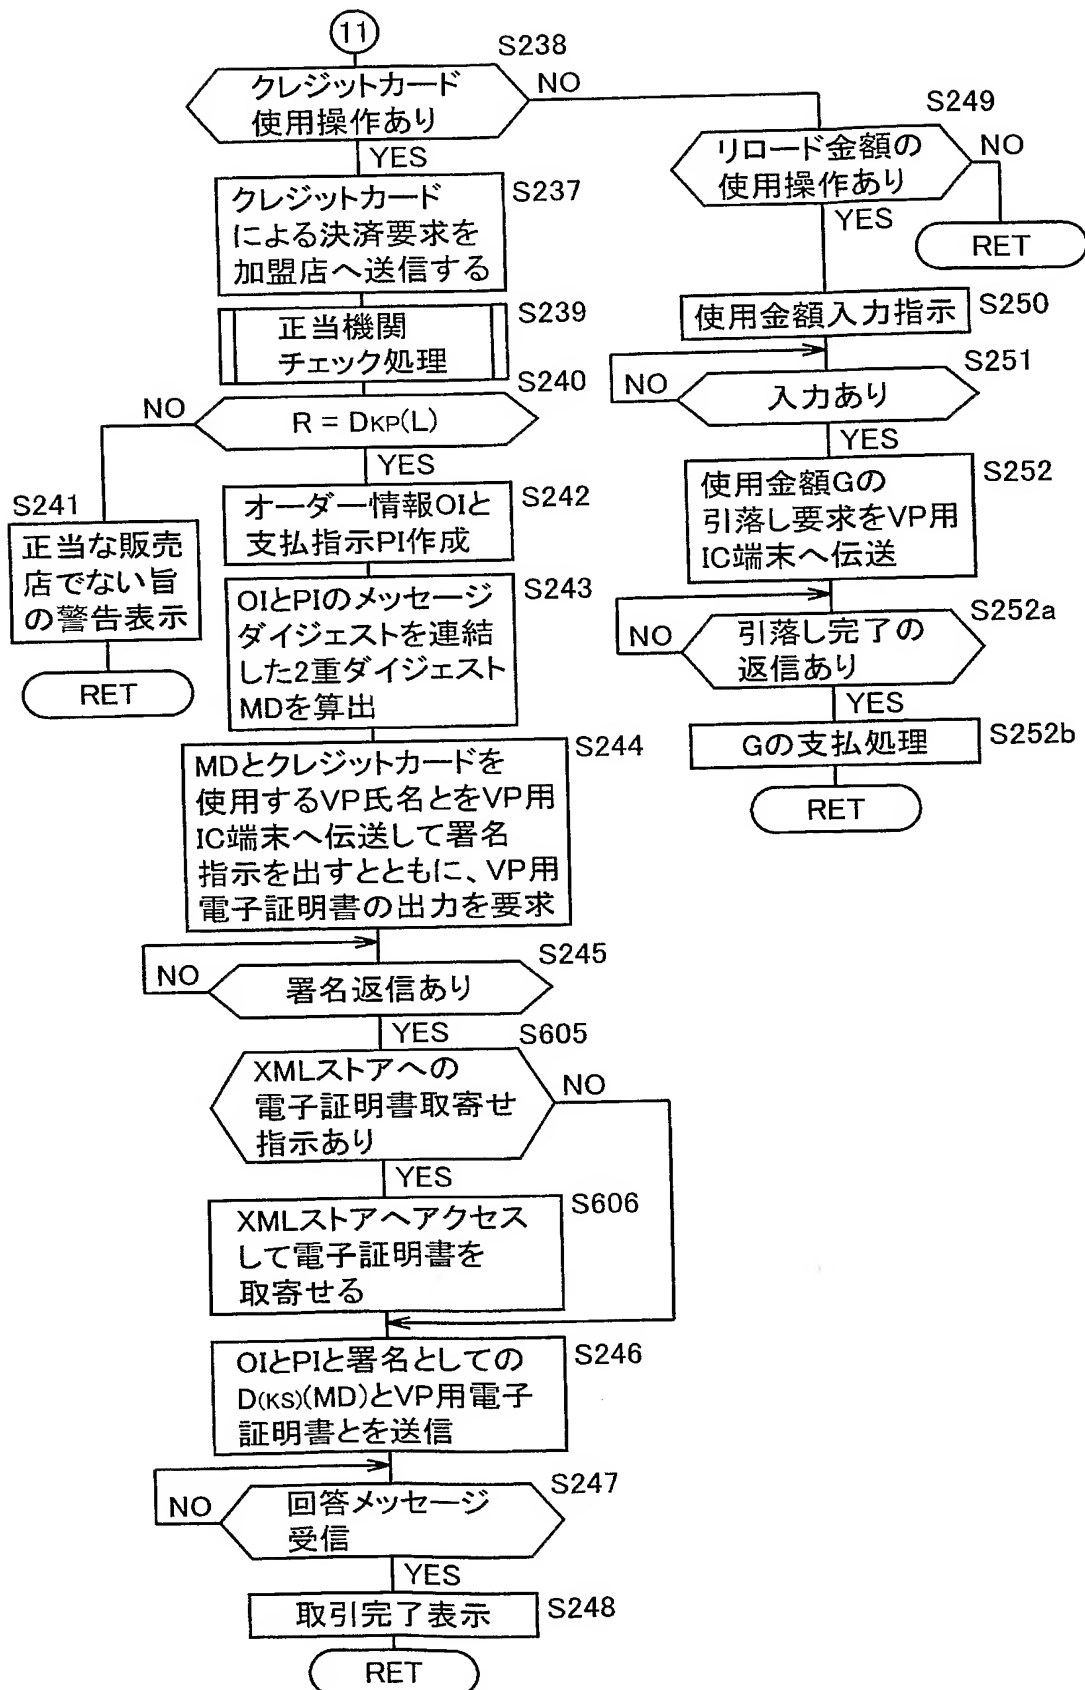 11
S238
クレジットカード
使用操作あり
NO
YES
S237
クレジットカード
による決済要求を
加盟店へ送信する
S239
正当機関
チェック処理
S240
R = DKP(L)
NO
YES
S241
正当な販売
店でない旨
の警告表示
RET
S242
オーダー情報OIと
支払指示PI作成
S243
OIとPIのメッセージ
ダイジェストを連結
した2重ダイジェスト
MDを算出
S244
MDとクレジットカードを
使用するVP氏名とをVP用
IC端末へ伝送して署名
指示を出すとともに、VP用
電子証明書の出力を要求
S245
NO
署名返信あり
YES
S605
XMLストアへの
電子証明書取寄せ
指示あり
NO
YES
S606
XMLストアへアクセス
して電子証明書を
取寄せる
S246
OIとPIと署名としての
D(KS)(MD)とVP用電子
証明書とを送信
S247
NO
回答メッセージ
受信
YES
取引完了表示
S248
RET
S249
リロード金額の
使用操作あり
NO
YES
RET
使用金額入力指示
S250
S251
NO
入力あり
YES
S252
使用金額Gの
引落し要求をVP用
IC端末へ伝送
S252a
NO
引落し完了の
返信あり
YES
Gの支払処理
S252b
RET